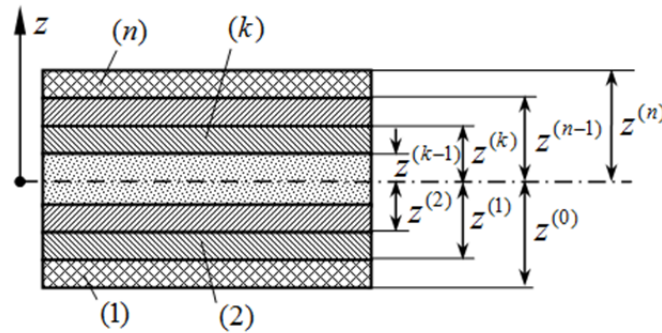 z
(n)
(k)
z^(n)
z^(n-1)
z^(k)
z^(k-1)
z^(2)
z^(1)
z^(0)
(1)
(2)